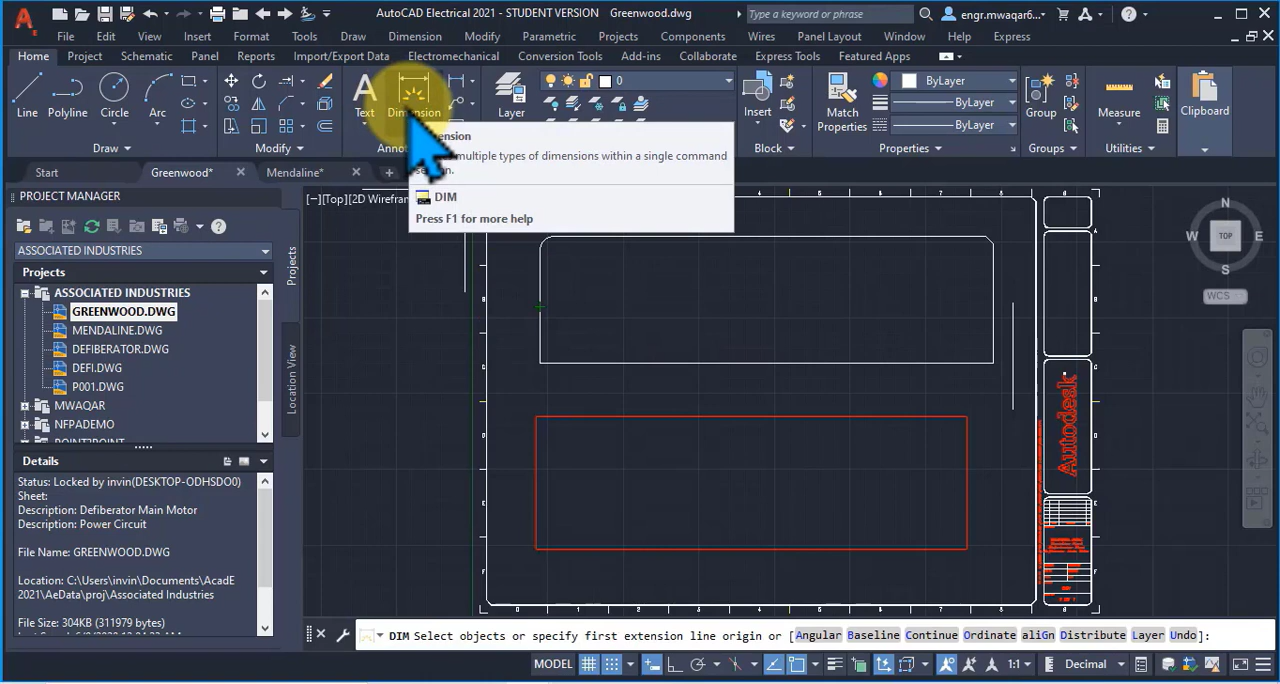 AutoCAD Electrical 2021 - STUDENT VERSION Greenwood.dwg Type a keyword or phrase engr.mwaqar6...
File Edit View Insert Format Tools Draw Dimension Modify Parametric Projects Components Wires Panel Layout Window Help Express
Home Project Schematic Panel Reports Import/Export Data Electromechanical Conversion Tools Add-ins Collaborate Express Tools Featured Apps
0 ByLayer
ByLayer
ByLayer
Line Polyline Circle Arc Text Dimension Layer Insert Match Properties Group Measure Clipboard
Draw Modify Block Properties Groups Utilities
multiple types of dimensions within a single command
DIM
Press F1 for more help
Start Greenwood* Mendaline*
[−][Top][2D Wirefram
PROJECT MANAGER
ASSOCIATED INDUSTRIES
Projects
ASSOCIATED INDUSTRIES
GREENWOOD.DWG
MENDALINE.DWG
DEFIBERATOR.DWG
DEFI.DWG
P001.DWG
MWAQAR
NFPADEMO
Projects
Location View
Details
Status: Locked by invin(DESKTOP-ODHSDO0)
Sheet:
Description: Defiberator Main Motor
Description: Power Circuit
File Name: GREENWOOD.DWG
Location: C:\Users\invin\Documents\AcadE
2021\AeData\proj\Associated Industries
File Size: 304KB (311979 bytes)
N
W TOP E
S
WCS
Autodesk
DIM Select objects or specify first extension line origin or [Angular Baseline Continue Ordinate aliGn Distribute Layer Undo]:
MODEL 1:1 Decimal